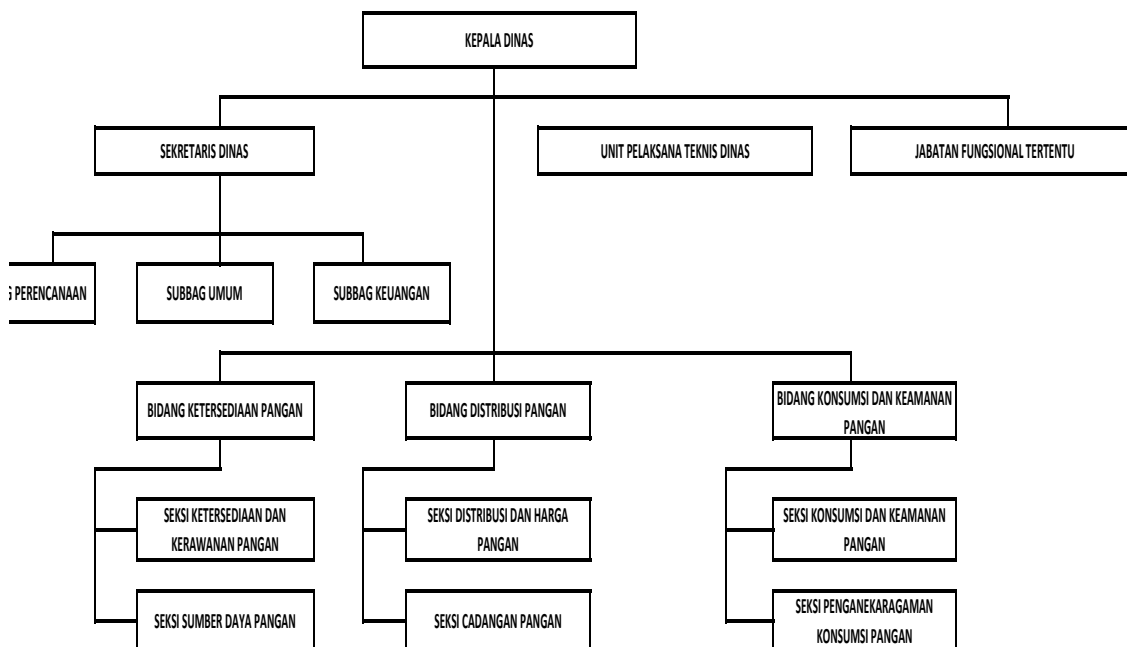 KEPALA DINAS
SEKRETARIS DINAS
UNIT PELAKSANA TEKNIS DINAS
JABATAN FUNGSIONAL TERTENTU
PERENCANAAN
SUBBAG UMUM
SUBBAG KEUANGAN
BIDANG KETERSEDIAAN PANGAN
BIDANG DISTRIBUSI PANGAN
BIDANG KONSUMSI DAN KEAMANAN
PANGAN
SEKSI KETERSEDIAAN DAN
KERAWANAN PANGAN
SEKSI DISTRIBUSI DAN HARGA
PANGAN
SEKSI KONSUMSI DAN KEAMANAN
PANGAN
SEKSI SUMBER DAYA PANGAN
SEKSI CADANGAN PANGAN
SEKSI PENGANEKARAGAMAN
KONSUMSI PANGAN